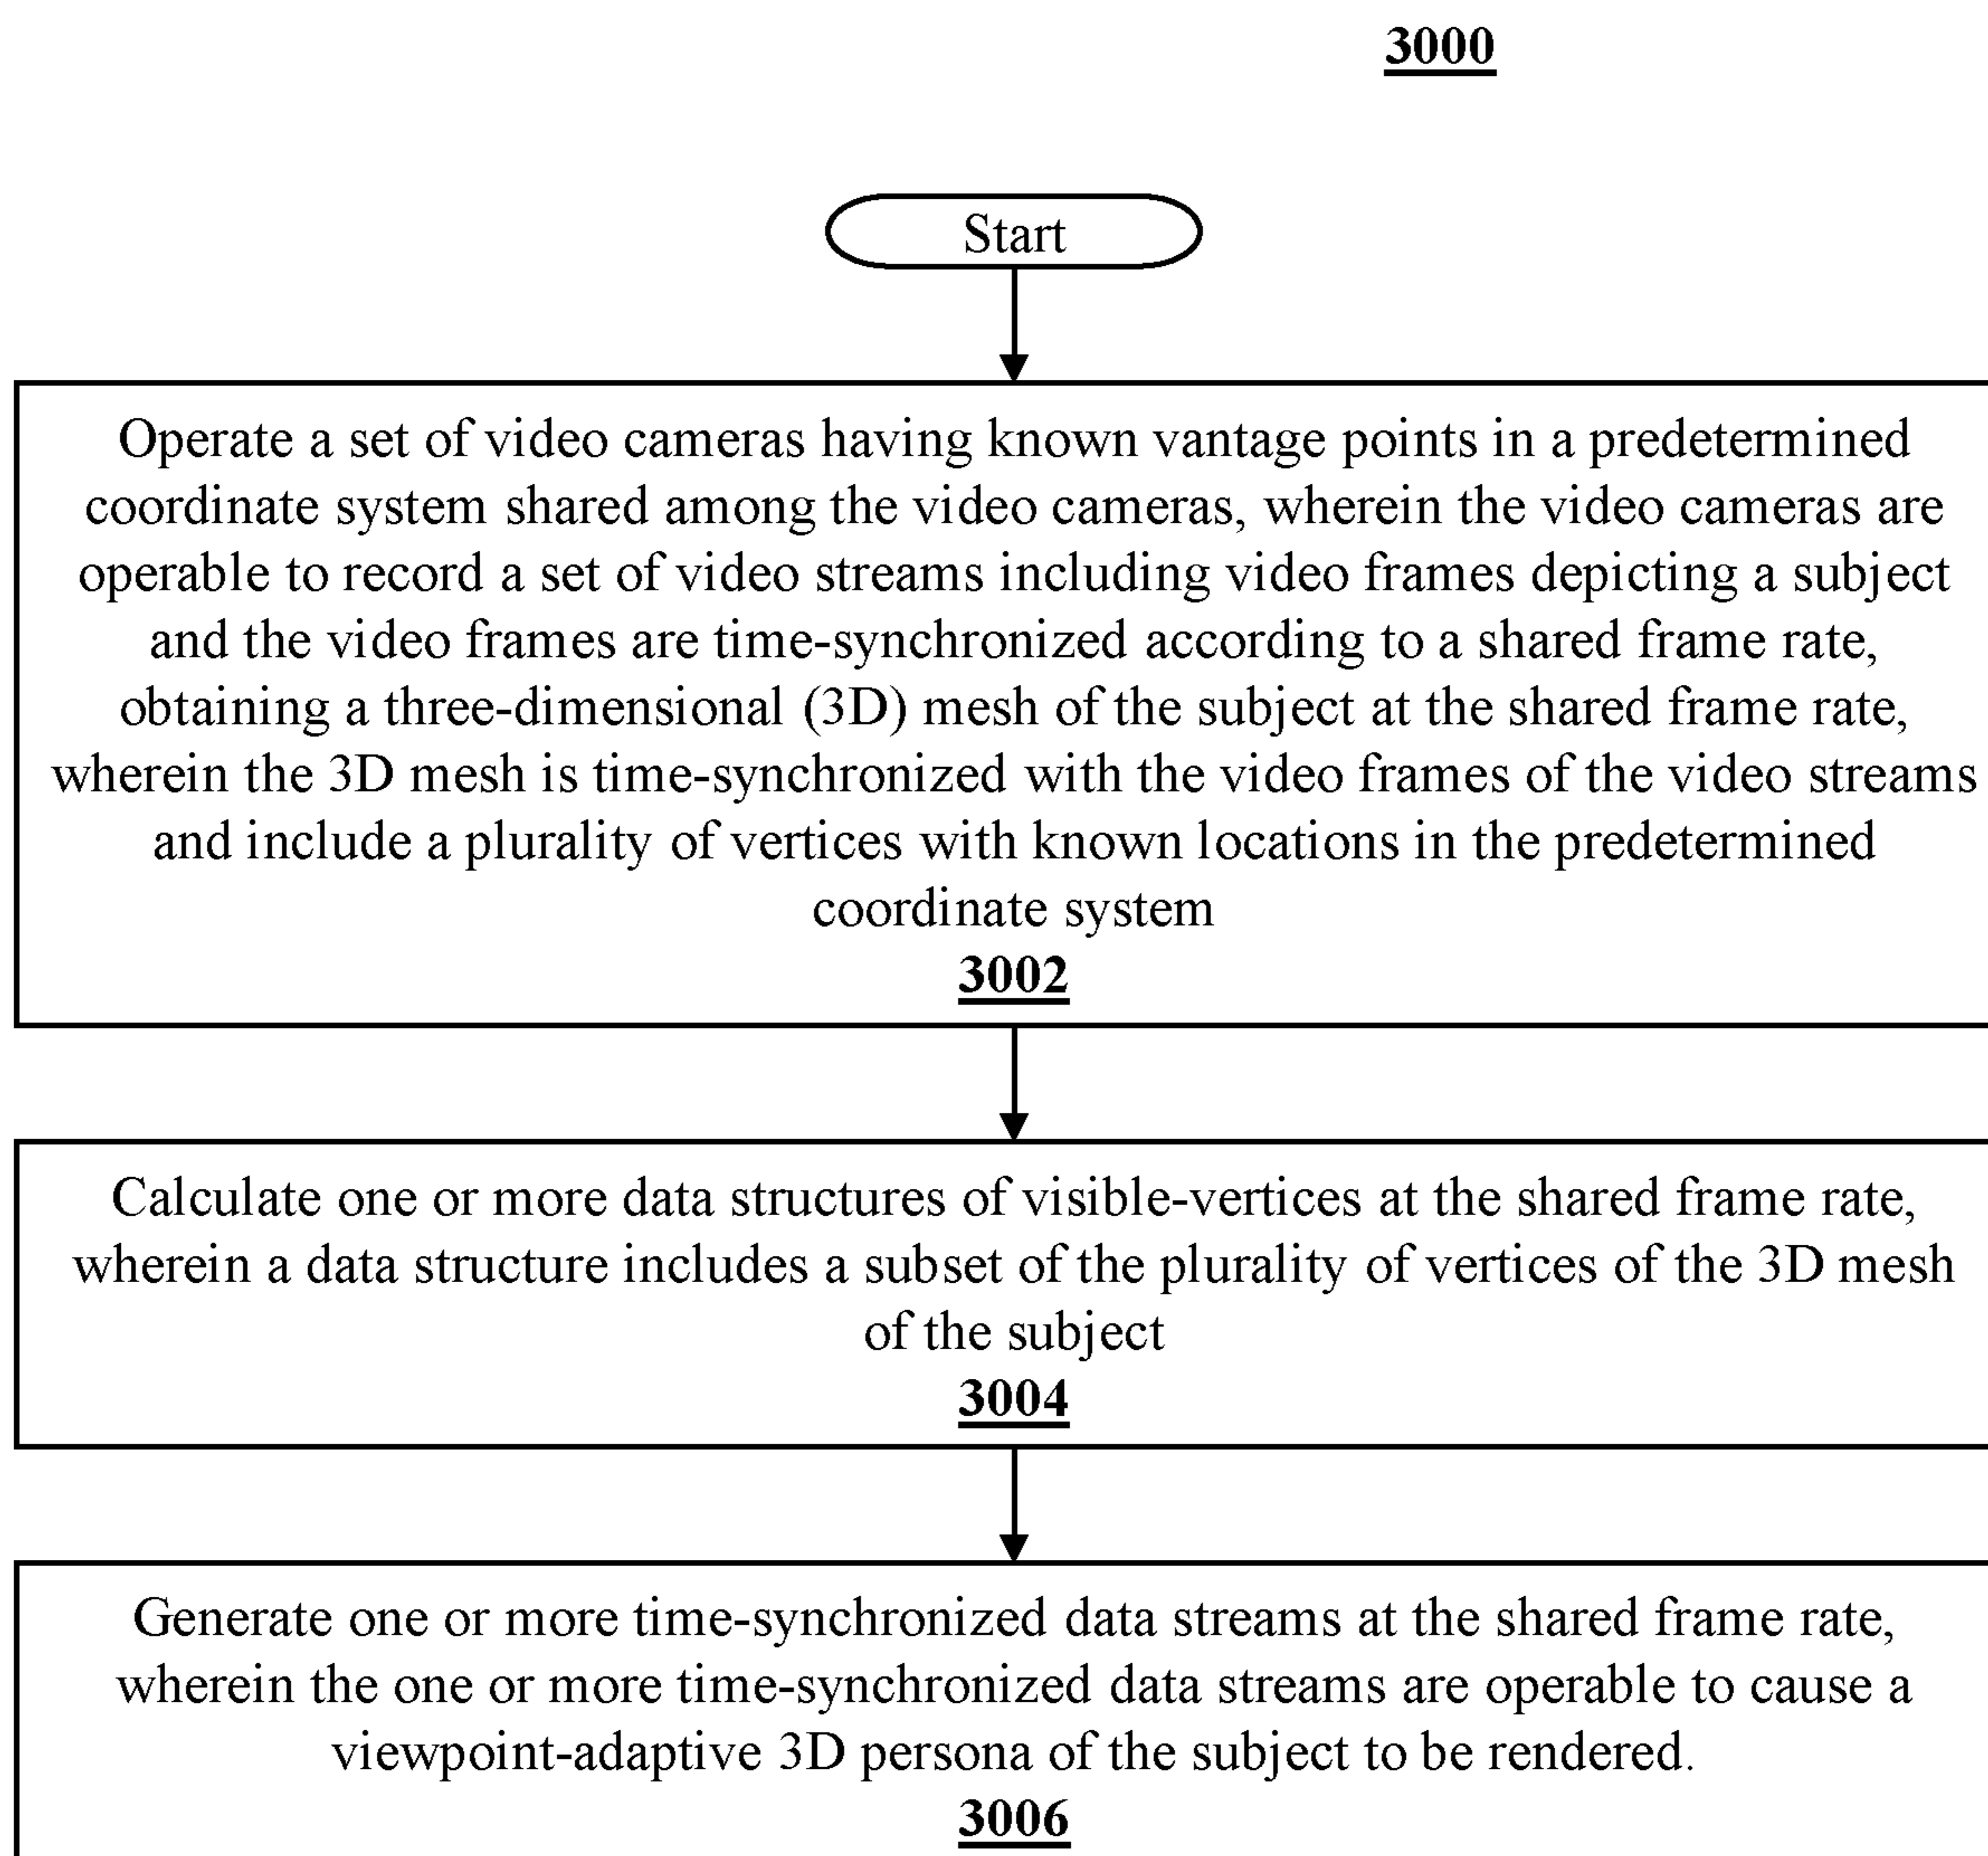 3000
Start
Operate a set of video cameras having known vantage points in a predetermined
coordinate system shared among the video cameras, wherein the video cameras are
operable to record a set of video streams including video frames depicting a subject
and the video frames are time-synchronized according to a shared frame rate,
obtaining a three-dimensional (3D) mesh of the subject at the shared frame rate,
wherein the 3D mesh is time-synchronized with the video frames of the video streams
and include a plurality of vertices with known locations in the predetermined
coordinate system
3002
Calculate one or more data structures of visible-vertices at the shared frame rate,
wherein a data structure includes a subset of the plurality of vertices of the 3D mesh
of the subject
3004
Generate one or more time-synchronized data streams at the shared frame rate,
wherein the one or more time-synchronized data streams are operable to cause a
viewpoint-adaptive 3D persona of the subject to be rendered.
3006